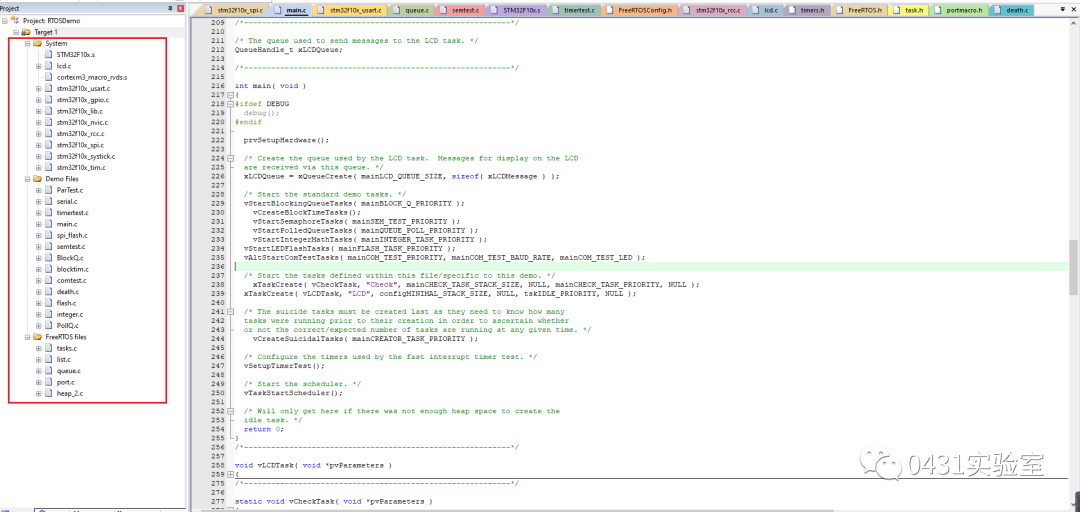 Project
Project: RTOSDemo
Target 1
System
STM32F10x.s
lcd.c
cortexm3_macro_rvds.s
stm32f10x_usart.c
stm32f10x_gpio.c
stm32f10x_lib.c
stm32f10x_nvic.c
stm32f10x_rcc.c
stm32f10x_spi.c
stm32f10x_systick.c
stm32f10x_tim.c
Demo Files
ParTest.c
serial.c
timertest.c
main.c
spi_flash.c
semtest.c
BlockQ.c
blocktim.c
comtest.c
death.c
flash.c
integer.c
PollQ.c
FreeRTOS files
tasks.c
list.c
queue.c
port.c
heap_2.c
stm32f10x_spi.c main.c stm32f10x_usart.c queue.c semtest.c STM32F10x.s timertest.c FreeRTOSConfig.h stm32f10x_rcc.c lcd.c timers.h FreeRTOS.h task.h portmacro.h death.c
209 /*-----------------------------------------------------------*/
210
211 /* The queue used to send messages to the LCD task. */
212 QueueHandle_t xLCDQueue;
213
214 /*-----------------------------------------------------------*/
215
216 int main( void )
217 {
218 #ifdef DEBUG
219 debug();
220 #endif
221
222 prvSetupHardware();
223
224 /* Create the queue used by the LCD task.  Messages for display on the LCD
225 are received via this queue. */
226 xLCDQueue = xQueueCreate( mainLCD_QUEUE_SIZE, sizeof( xLCDMessage ) );
227
228 /* Start the standard demo tasks. */
229 vStartBlockingQueueTasks( mainBLOCK_Q_PRIORITY );
230 vCreateBlockTimeTasks();
231 vStartSemaphoreTasks( mainSEM_TEST_PRIORITY );
232 vStartPolledQueueTasks( mainQUEUE_POLL_PRIORITY );
233 vStartIntegerMathTasks( mainINTEGER_TASK_PRIORITY );
234 vStartLEDFlashTasks( mainFLASH_TASK_PRIORITY );
235 vAltStartComTestTasks( mainCOM_TEST_PRIORITY, mainCOM_TEST_BAUD_RATE, mainCOM_TEST_LED );
236
237 /* Start the tasks defined within this file/specific to this demo. */
238 xTaskCreate( vCheckTask, "Check", mainCHECK_TASK_STACK_SIZE, NULL, mainCHECK_TASK_PRIORITY, NULL );
239 xTaskCreate( vLCDTask, "LCD", configMINIMAL_STACK_SIZE, NULL, tskIDLE_PRIORITY, NULL );
240
241 /* The suicide tasks must be created last as they need to know how many
242 tasks were running prior to their creation in order to ascertain whether
243 or not the correct/expected number of tasks are running at any given time. */
244 vCreateSuicidalTasks( mainCREATOR_TASK_PRIORITY );
245
246 /* Configure the timers used by the fast interrupt timer test. */
247 vSetupTimerTest();
248
249 /* Start the scheduler. */
250 vTaskStartScheduler();
251
252 /* Will only get here if there was not enough heap space to create the
253 idle task. */
254 return 0;
255 }
256 /*-----------------------------------------------------------*/
257
258 void vLCDTask( void *pvParameters )
259 {
275 /*-----------------------------------------------------------*/
276
277 static void vCheckTask( void *pvParameters )
0431实验室